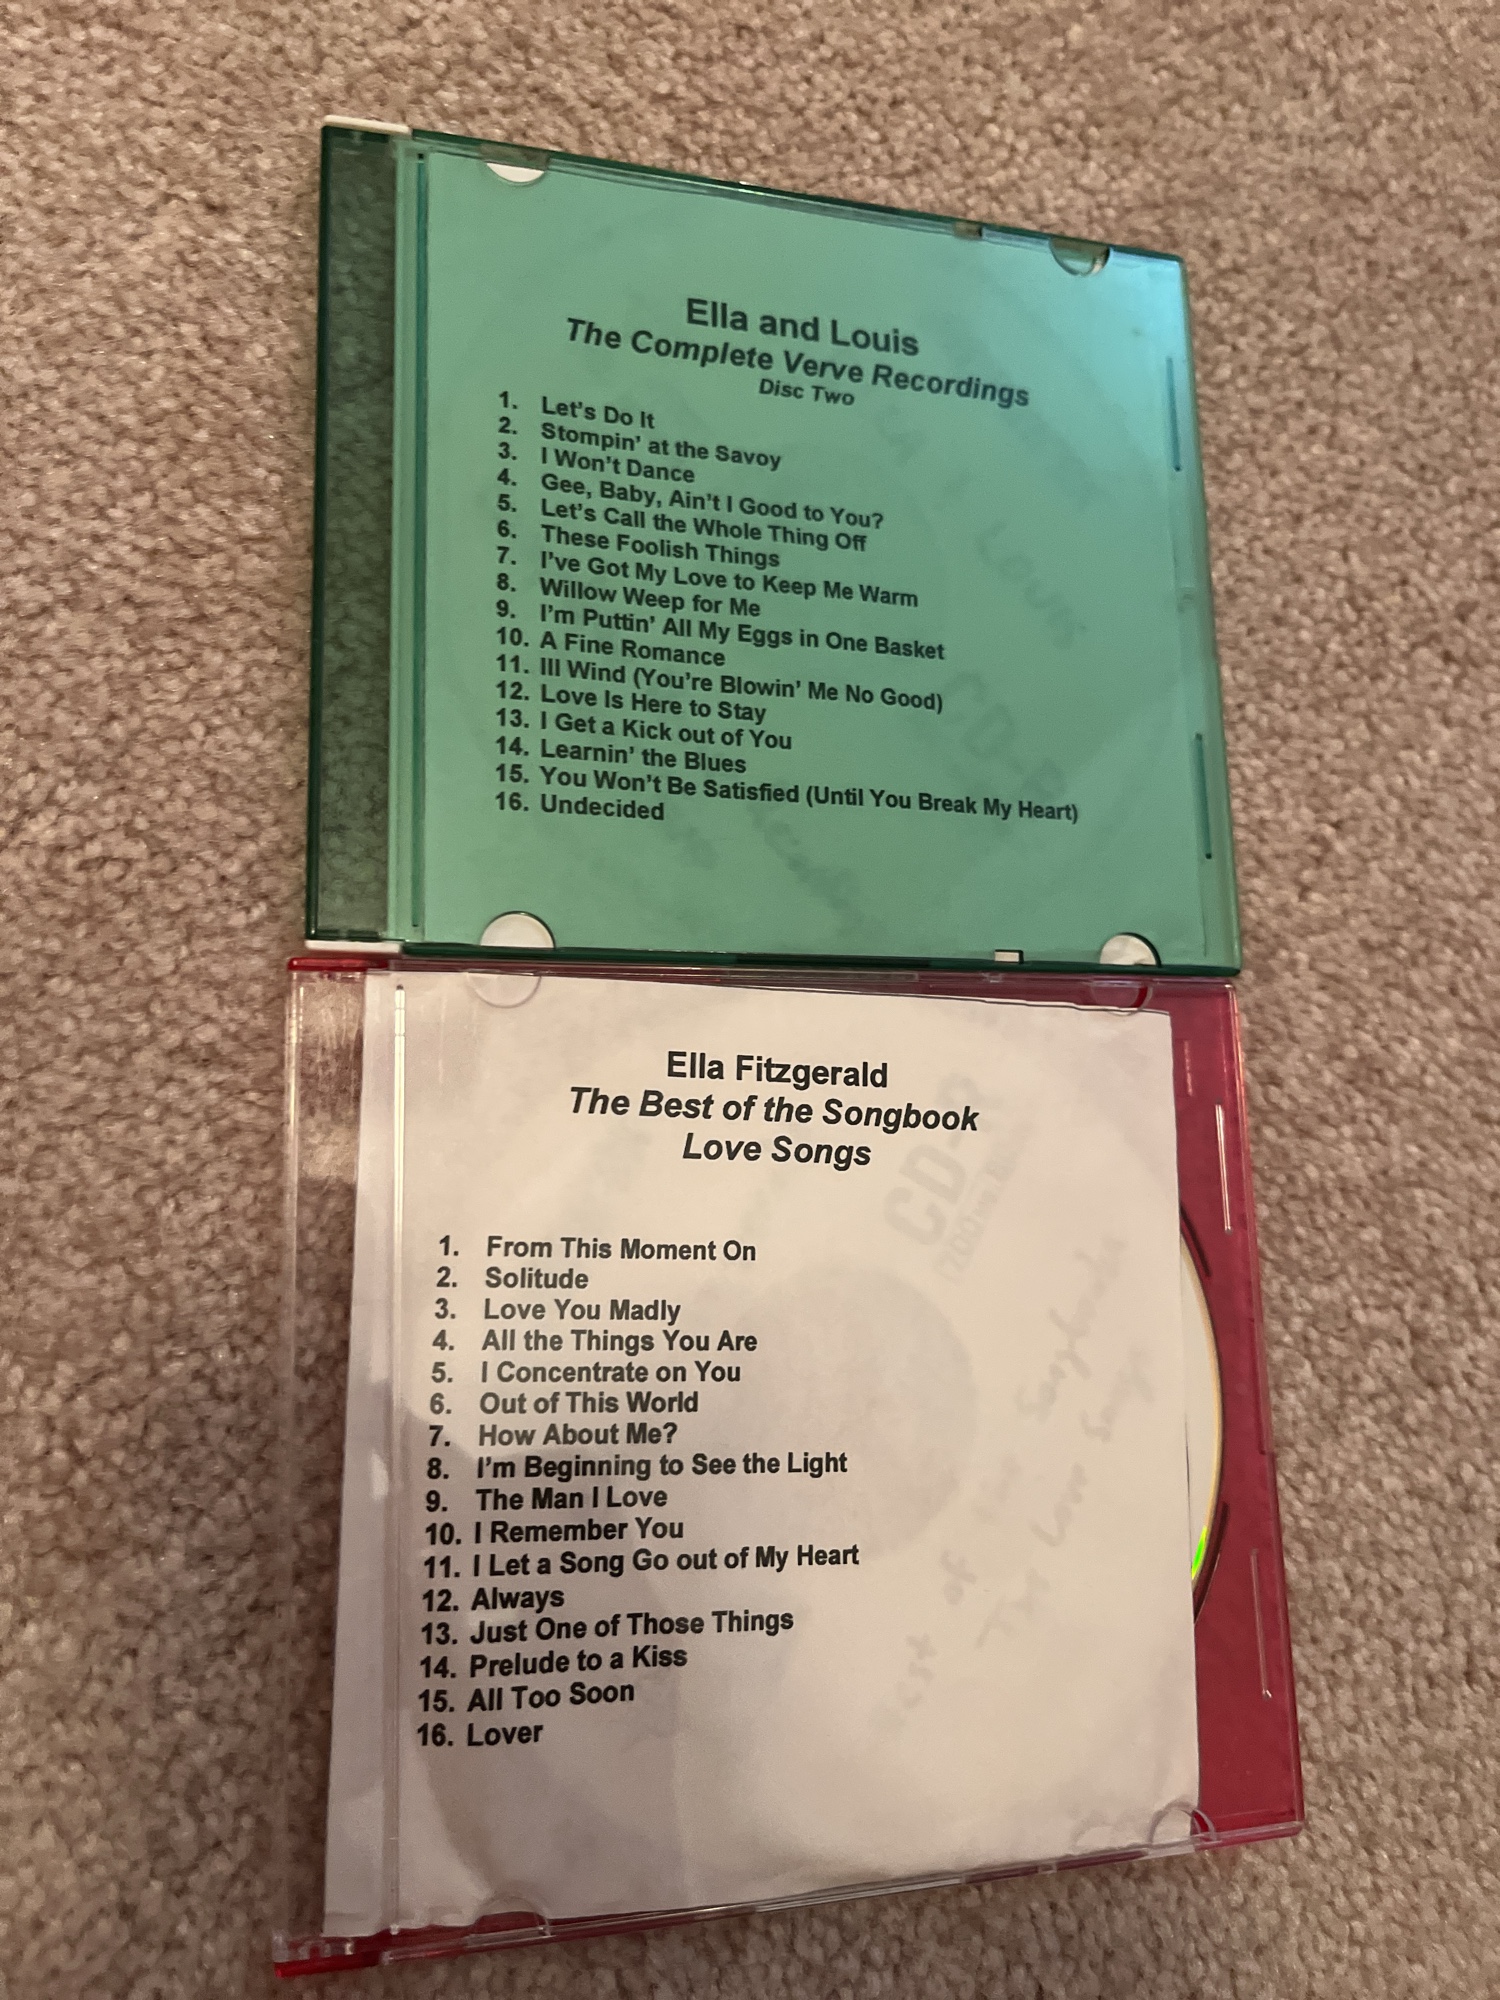 Ella and Louis
The Complete Verve Recordings
Disc Two
1. Let's Do It
2. Stompin' at the Savoy
3. I Won't Dance
4. Gee, Baby, Ain't I Good to You?
5. Let's Call the Whole Thing Off
6. These Foolish Things
7. I've Got My Love to Keep Me Warm
8. Willow Weep for Me
9. I'm Puttin' All My Eggs in One Basket
10. A Fine Romance
11. Ill Wind (You're Blowin' Me No Good)
12. Love Is Here to Stay
13. I Get a Kick out of You
14. Learnin' the Blues
15. You Won't Be Satisfied (Until You Break My Heart)
16. Undecided
Louis
CD-R
Ella Fitzgerald
The Best of the Songbook
Love Songs
1. From This Moment On
2. Solitude
3. Love You Madly
4. All the Things You Are
5. I Concentrate on You
6. Out of This World
7. How About Me?
8. I'm Beginning to See the Light
9. The Man I Love
10. I Remember You
11. I Let a Song Go out of My Heart
12. Always
13. Just One of Those Things
14. Prelude to a Kiss
15. All Too Soon
16. Lover
CD-R
of
Love Songs